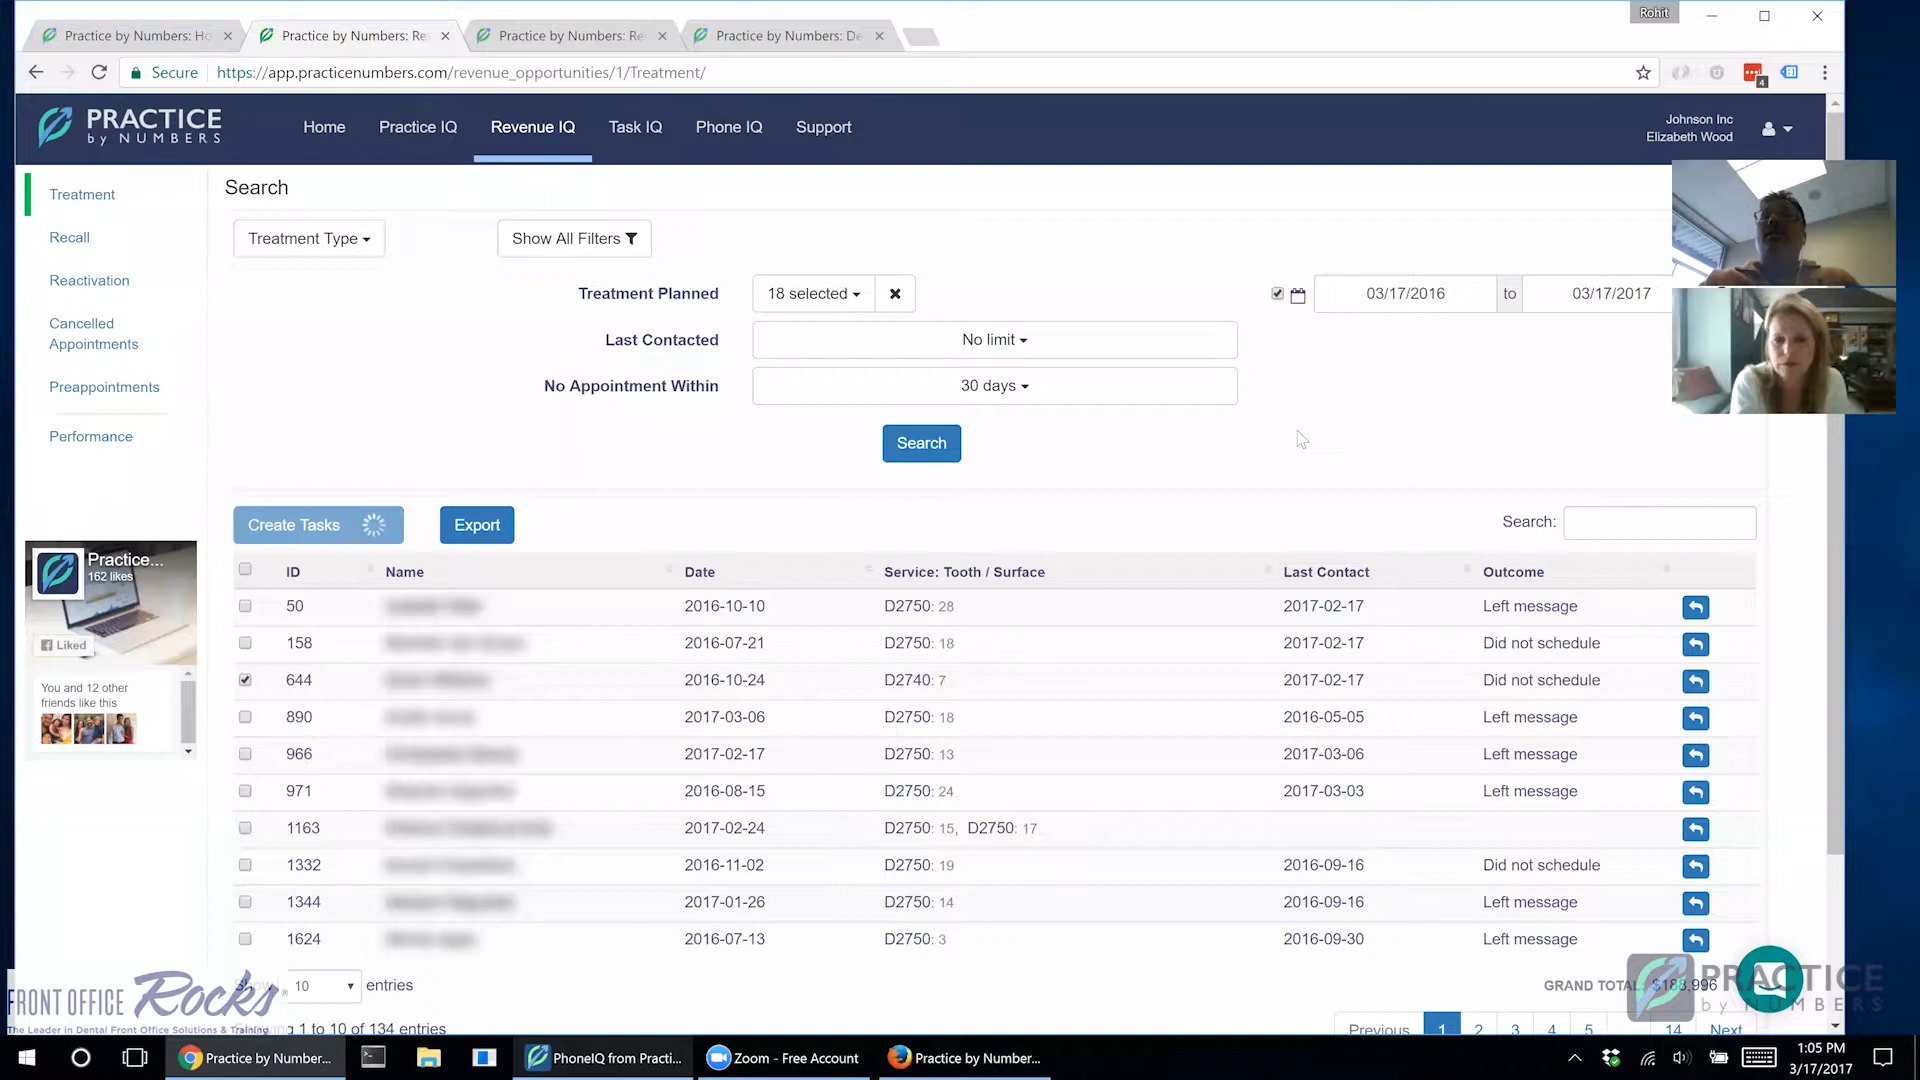 Rohit
Practice by Numbers: Ho
Practice by Numbers: Re
Practice by Numbers: Re
Practice by Numbers: De
Secure https://app.practicenumbers.com/revenue_opportunities/1/Treatment/
4
PRACTICE
by NUMBERS
Home Practice IQ Revenue IQ Task IQ Phone IQ Support
Johnson Inc
Elizabeth Wood
Treatment
Recall
Reactivation
Cancelled
Appointments
Preappointments
Performance
Search
Treatment Type Show All Filters
Treatment Planned 18 selected 03/17/2016 to 03/17/2017
Last Contacted No limit
No Appointment Within 30 days
Search
Create Tasks Export Search:
Practice...
162 likes
Liked
You and 12 other
friends like this
ID Name Date Service: Tooth / Surface Last Contact Outcome
50 2016-10-10 D2750: 28 2017-02-17 Left message
158 2016-07-21 D2750: 18 2017-02-17 Did not schedule
644 2016-10-24 D2740: 7 2017-02-17 Did not schedule
890 2017-03-06 D2750: 18 2016-05-05 Left message
966 2017-02-17 D2750: 13 2017-03-06 Left message
971 2016-08-15 D2750: 24 2017-03-03 Left message
1163 2017-02-24 D2750: 15, D2750: 17
1332 2016-11-02 D2750: 19 2016-09-16 Did not schedule
1344 2017-01-26 D2750: 14 2016-09-16 Left message
1624 2016-07-13 D2750: 3 2016-09-30 Left message
Show 10 entries
GRAND TOTAL: $188,996
1 to 10 of 134 entries
Previous 1 2 3 4 5 14 Next
FRONT OFFICE Rocks
The Leader in Dental Front Office Solutions & Training
PRACTICE
by NUMBERS
Practice by Number...
PhoneIQ from Practi...
Zoom - Free Account
Practice by Number...
1:05 PM
3/17/2017